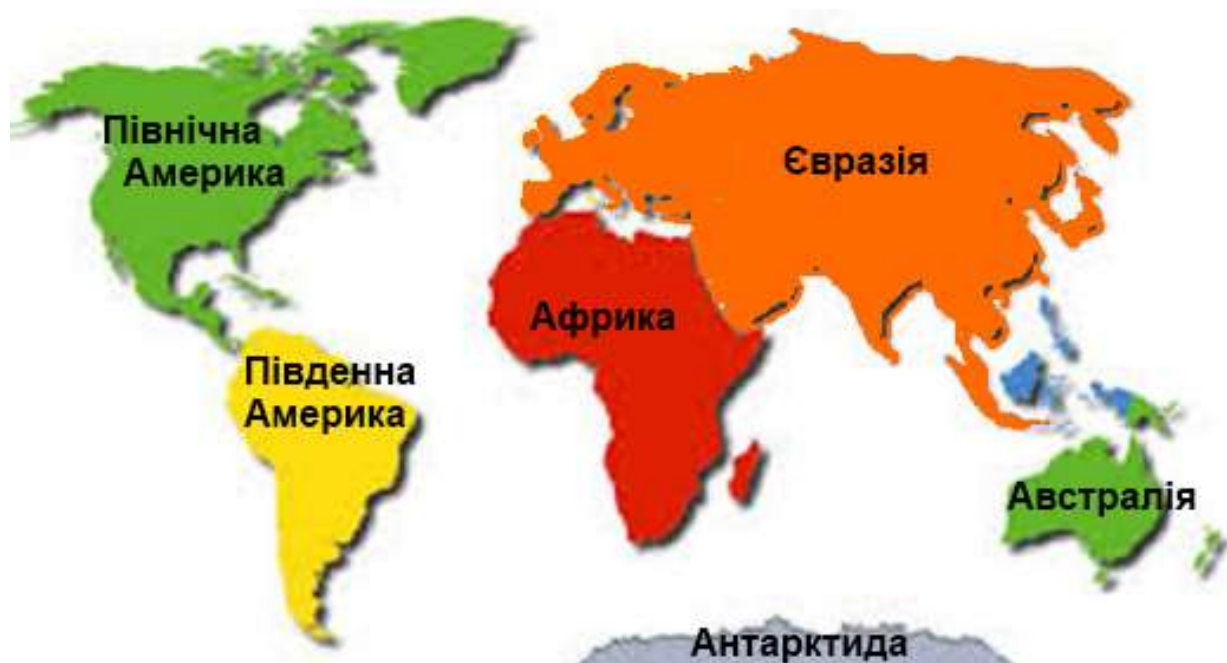 Північна
Америка
Євразія
Африка
Південна
Америка
Австралія
Антарктида